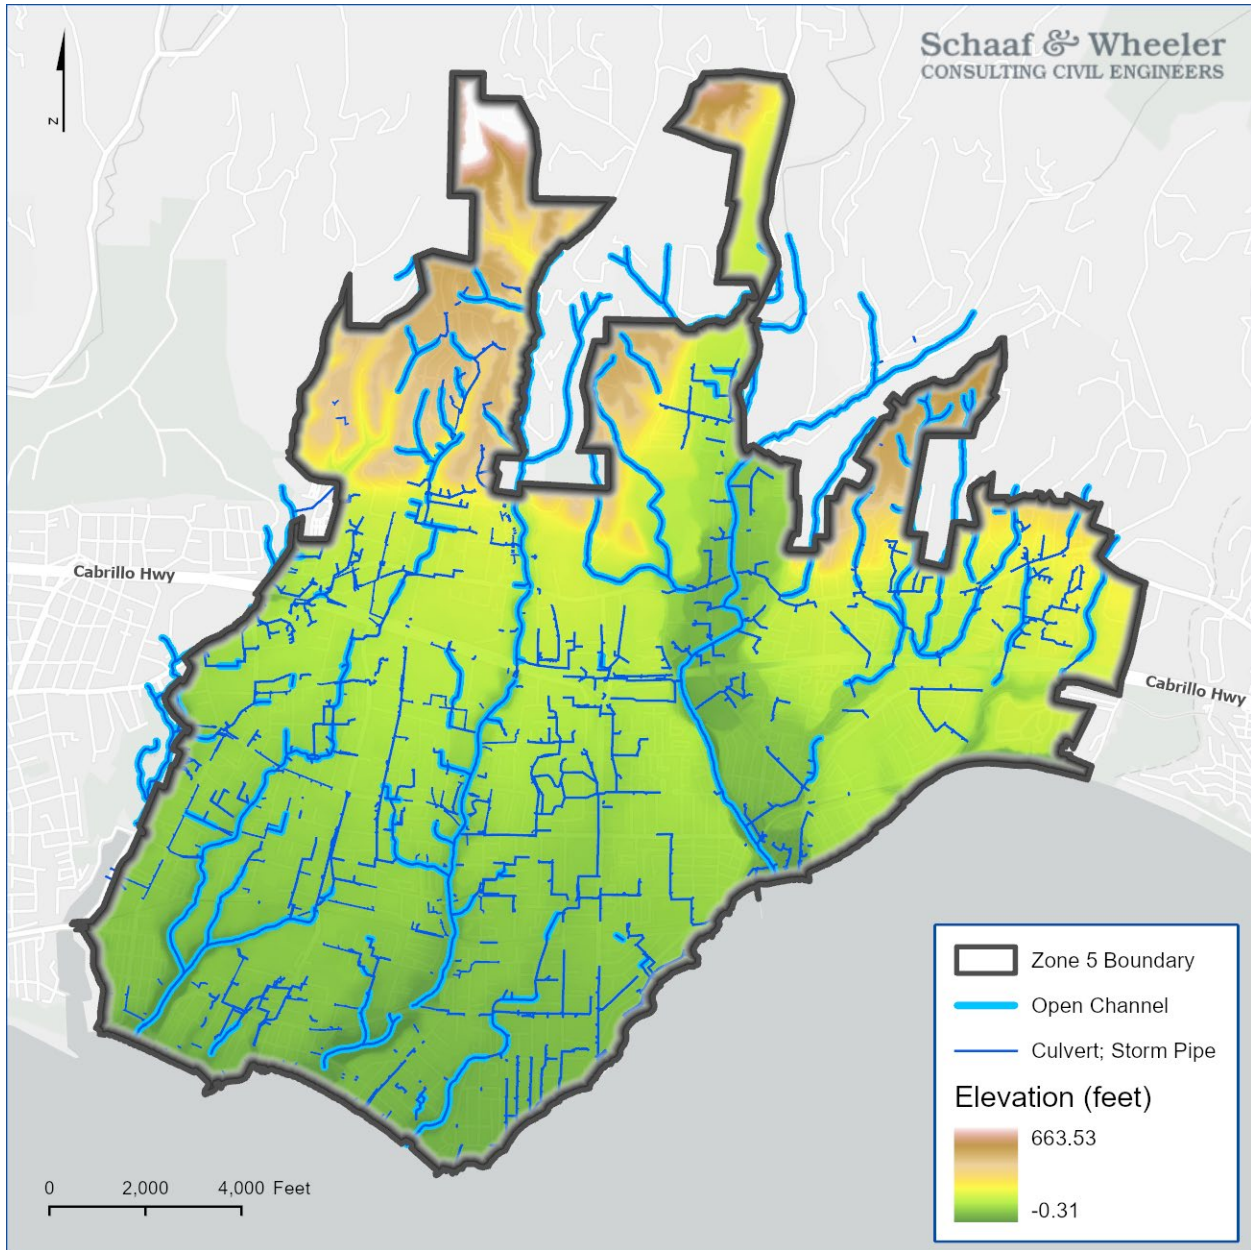 Schaaf & Wheeler
CONSULTING CIVIL ENGINEERS
N
Cabrillo Hwy
Cabrillo Hwy
Zone 5 Boundary
Open Channel
Culvert; Storm Pipe
Elevation (feet)
663.53
-0.31
0 2,000 4,000 Feet